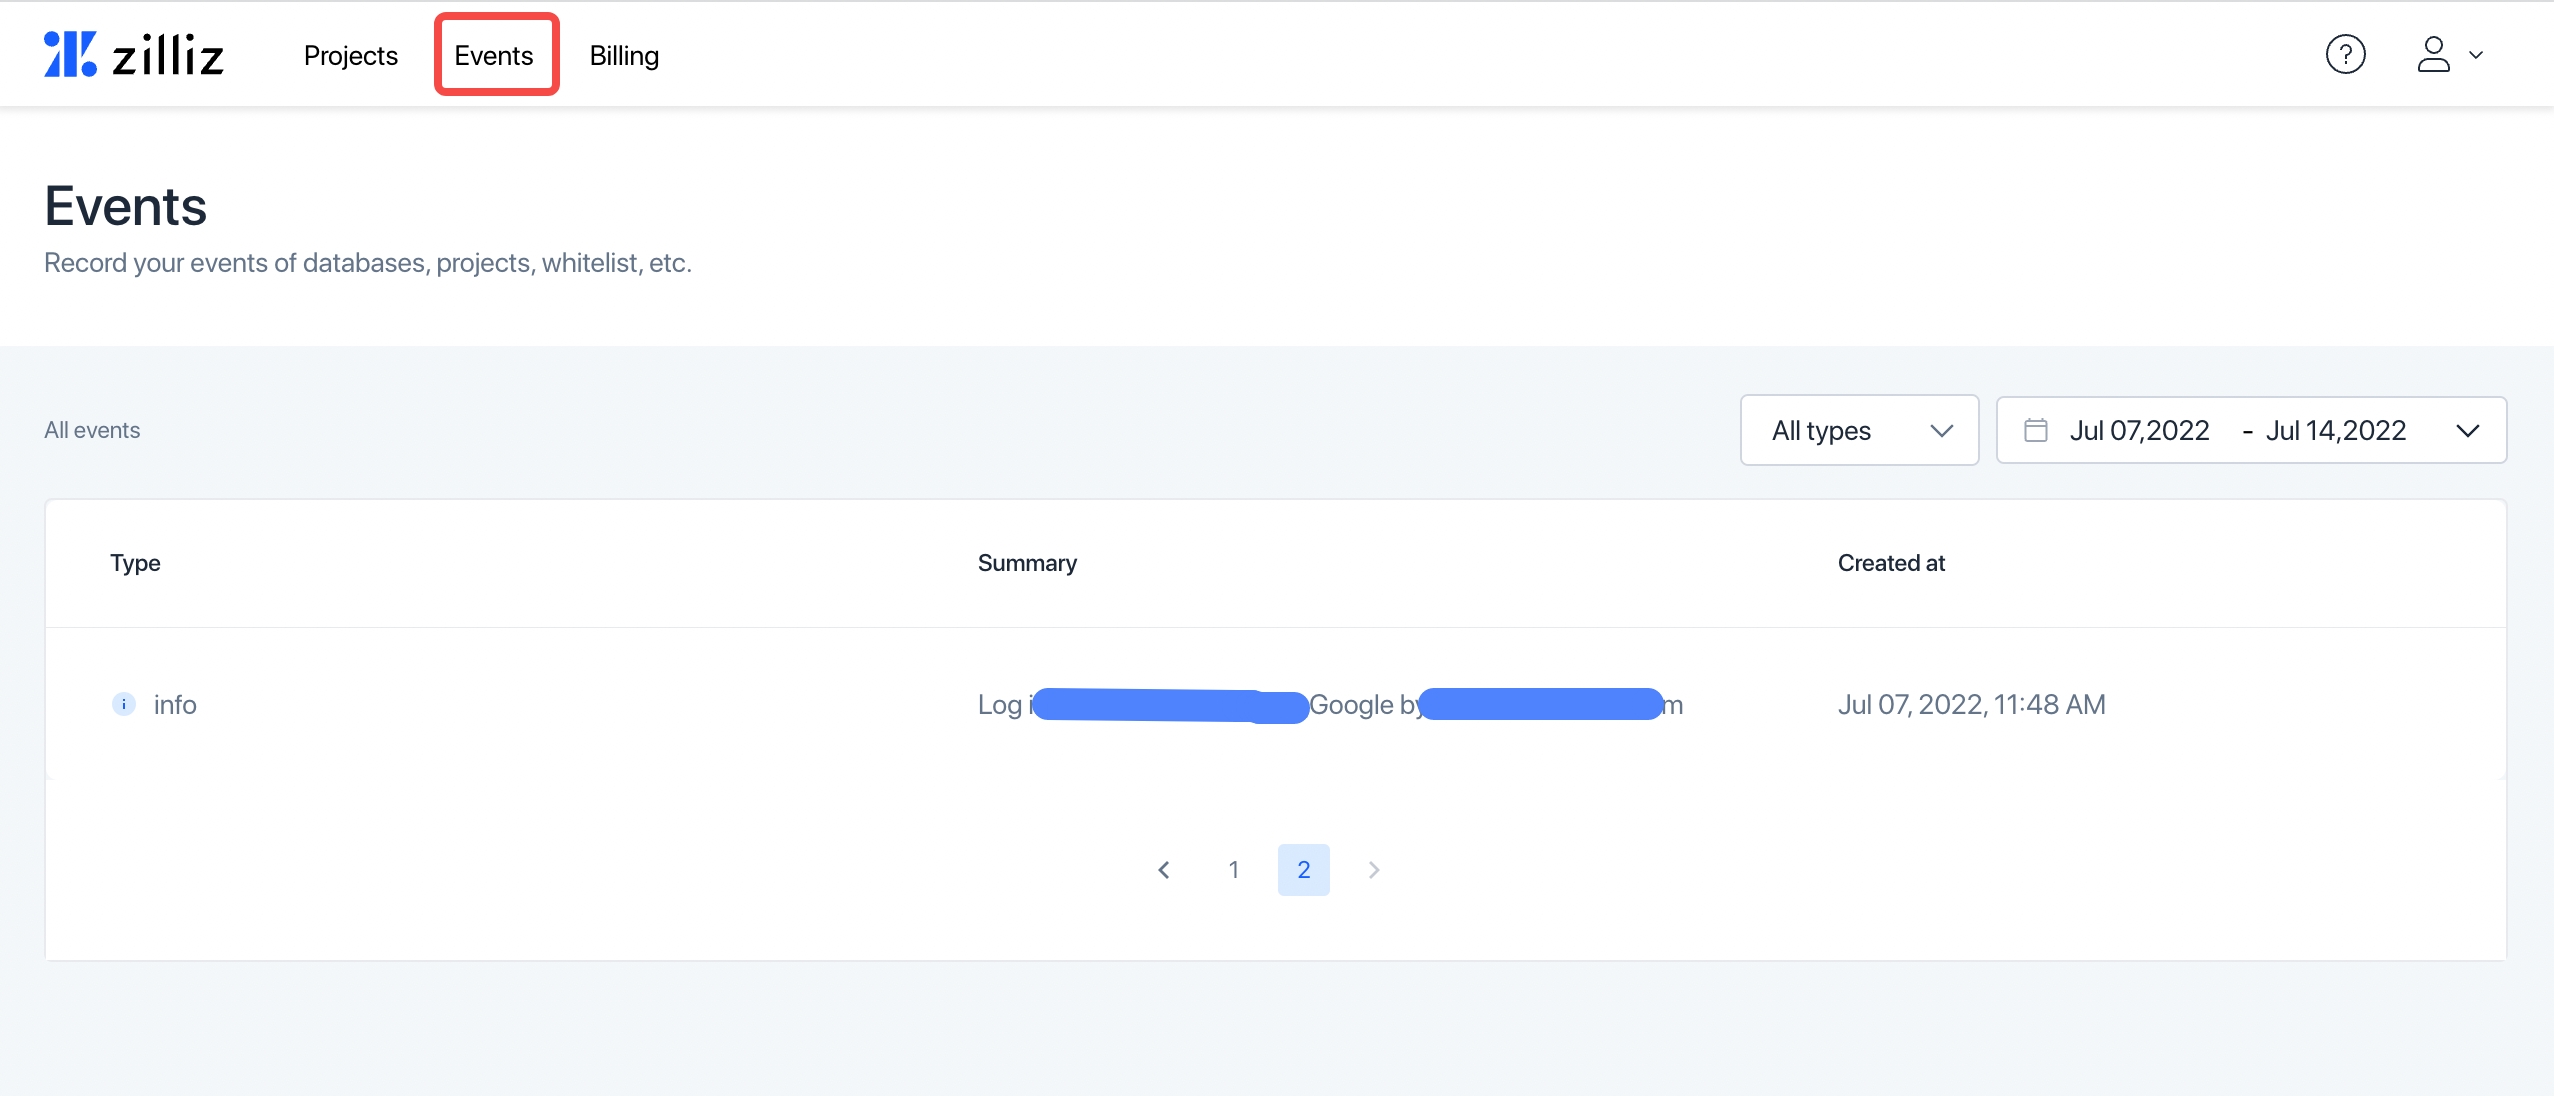 zilliz
Projects
Events
Billing
Events
Record your events of databases, projects, whitelist, etc.
All events
All types
Jul 07,2022 - Jul 14,2022
Type
Summary
Created at
info
Log Google by
Jul 07, 2022, 11:48 AM
1
2